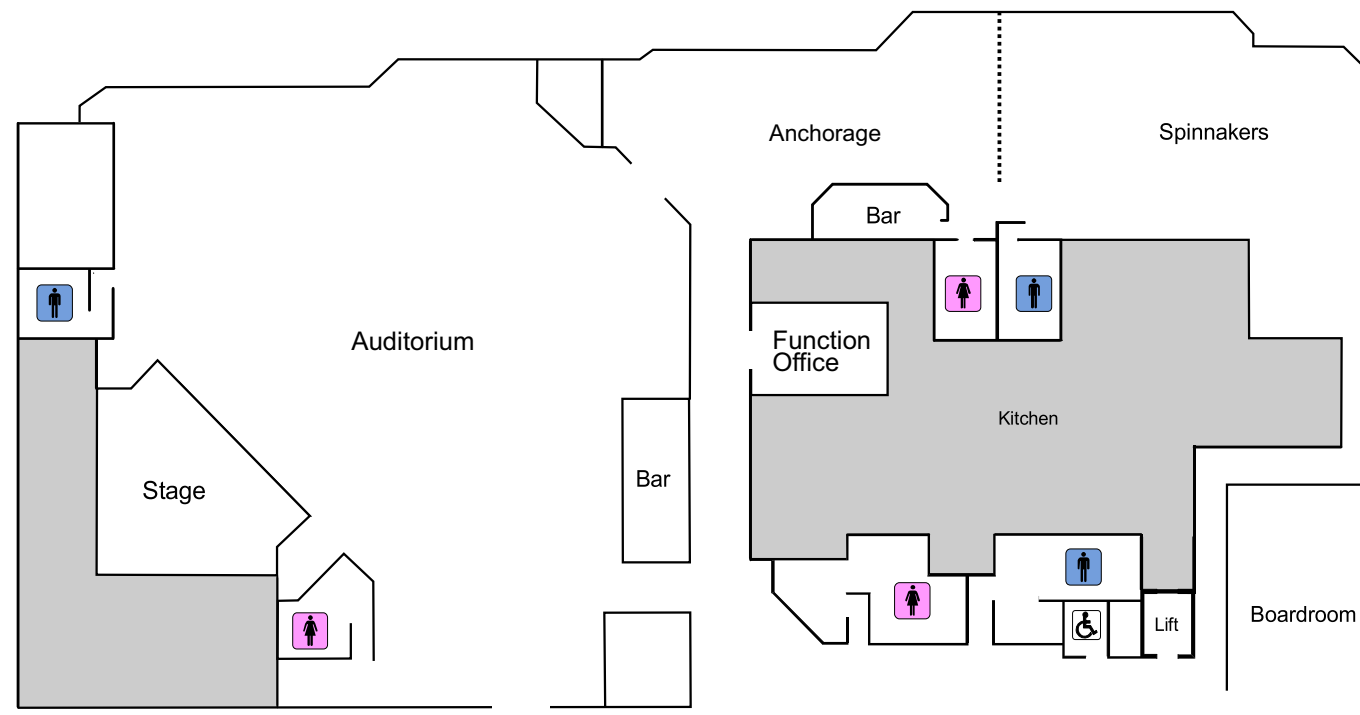 Anchorage
Spinnakers
Bar
Auditorium
Function
Office
Kitchen
Stage
Bar
Boardroom
Lift